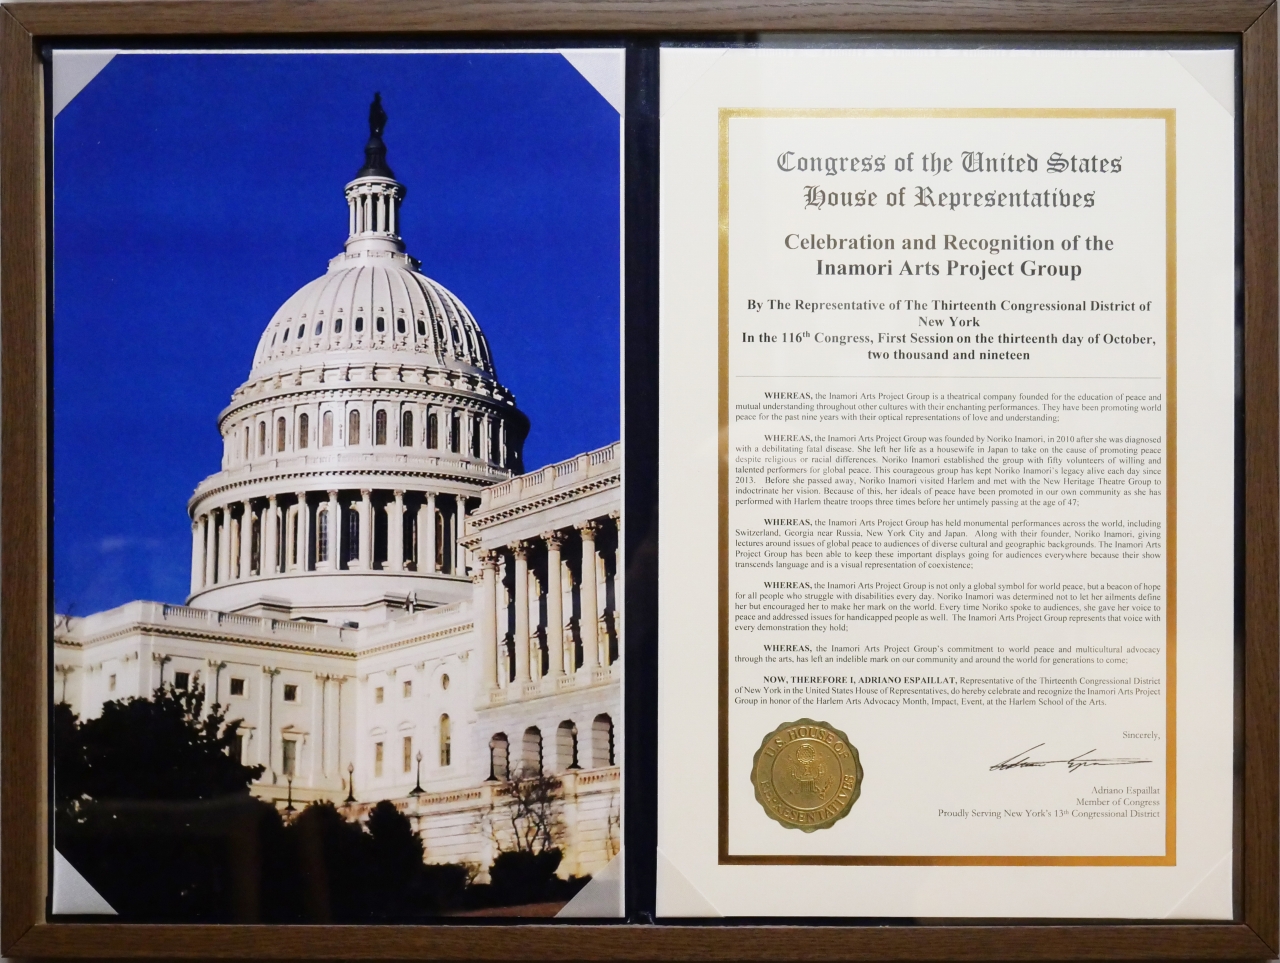 Congress of the United States
House of Representatives
Celebration and Recognition of the
Inamori Arts Project Group
By The Representative of The Thirteenth Congressional District of
New York
In the 116th Congress, First Session on the thirteenth day of October,
two thousand and nineteen
WHEREAS, the Inamori Arts Project Group is a theatrical company founded for the education of peace and
mutual understanding throughout other cultures with their enchanting performances. They have been promoting world
peace for the past nine years with their optical representations of love and understanding;
WHEREAS, the Inamori Arts Project Group was founded by Noriko Inamori, in 2010 after she was diagnosed
with a debilitating fatal disease. She left her life as a housewife in Japan to take on the cause of promoting peace
despite religious or racial differences. Noriko Inamori established the group with fifty volunteers of willing and
talented performers for global peace. This courageous group has kept Noriko Inamori's legacy alive each day since
2013. Before she passed away, Noriko Inamori visited Harlem and met with the New Heritage Theatre Group to
indoctrinate her vision. Because of this, her ideals of peace have been promoted in our own community as she has
performed with Harlem theatre troops three times before her untimely passing at the age of 47;
WHEREAS, the Inamori Arts Project Group has held monumental performances across the world, including
Switzerland, Georgia near Russia, New York City and Japan. Along with their founder, Noriko Inamori, giving
lectures around issues of global peace to audiences of diverse cultural and geographic backgrounds. The Inamori Arts
Project Group has been able to keep these important displays going for audiences everywhere because their show
transcends language and is a visual representation of coexistence;
WHEREAS, the Inamori Arts Project Group is not only a global symbol for world peace, but a beacon of hope
for all people who struggle with disabilities every day. Noriko Inamori was determined not to let her ailments define
her but encouraged her to make her mark on the world. Every time Noriko spoke to audiences, she gave her voice to
peace and addressed issues for handicapped people as well. The Inamori Arts Project Group represents that voice with
every demonstration they hold;
WHEREAS, the Inamori Arts Project Group's commitment to world peace and multicultural advocacy
through the arts, has left an indelible mark on our community and around the world for generations to come;
NOW, THEREFORE I, ADRIANO ESPAILLAT, Representative of the Thirteenth Congressional District
of New York in the United States House of Representatives, do hereby celebrate and recognize the Inamori Arts Project
Group in honor of the Harlem Arts Advocacy Month, Impact, Event, at the Harlem School of the Arts.
U.S. HOUSE OF
REPRESENTATIVES
Sincerely,
Adriano Espaillat
Member of Congress
Proudly Serving New York's 13th Congressional District